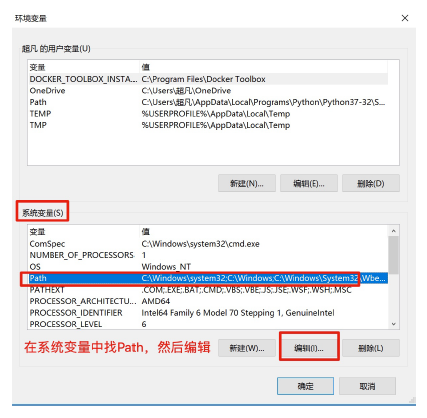 环境变量
超凡 的用户变量(U)
变量 值
DOCKER_TOOLBOX_INSTA... C:\Program Files\Docker Toolbox
OneDrive C:\Users\超凡\OneDrive
Path C:\Users\超凡\AppData\Local\Programs\Python\Python37-32\S...
TEMP %USERPROFILE%\AppData\Local\Temp
TMP %USERPROFILE%\AppData\Local\Temp
新建(N)... 编辑(E)... 删除(D)
系统变量(S)
变量 值
ComSpec C:\Windows\system32\cmd.exe
NUMBER_OF_PROCESSORS 1
OS Windows_NT
Path C:\Windows\system32;C:\Windows;C:\Windows\System32\Wbe...
PATHEXT .COM;.EXE;.BAT;.CMD;.VBS;.VBE;.JS;.JSE;.WSF;.WSH;.MSC
PROCESSOR_ARCHITECTU... AMD64
PROCESSOR_IDENTIFIER Intel64 Family 6 Model 70 Stepping 1, GenuineIntel
PROCESSOR_LEVEL 6
在系统变量中找Path，然后编辑 新建(W)... 编辑(I)... 删除(L)
确定 取消